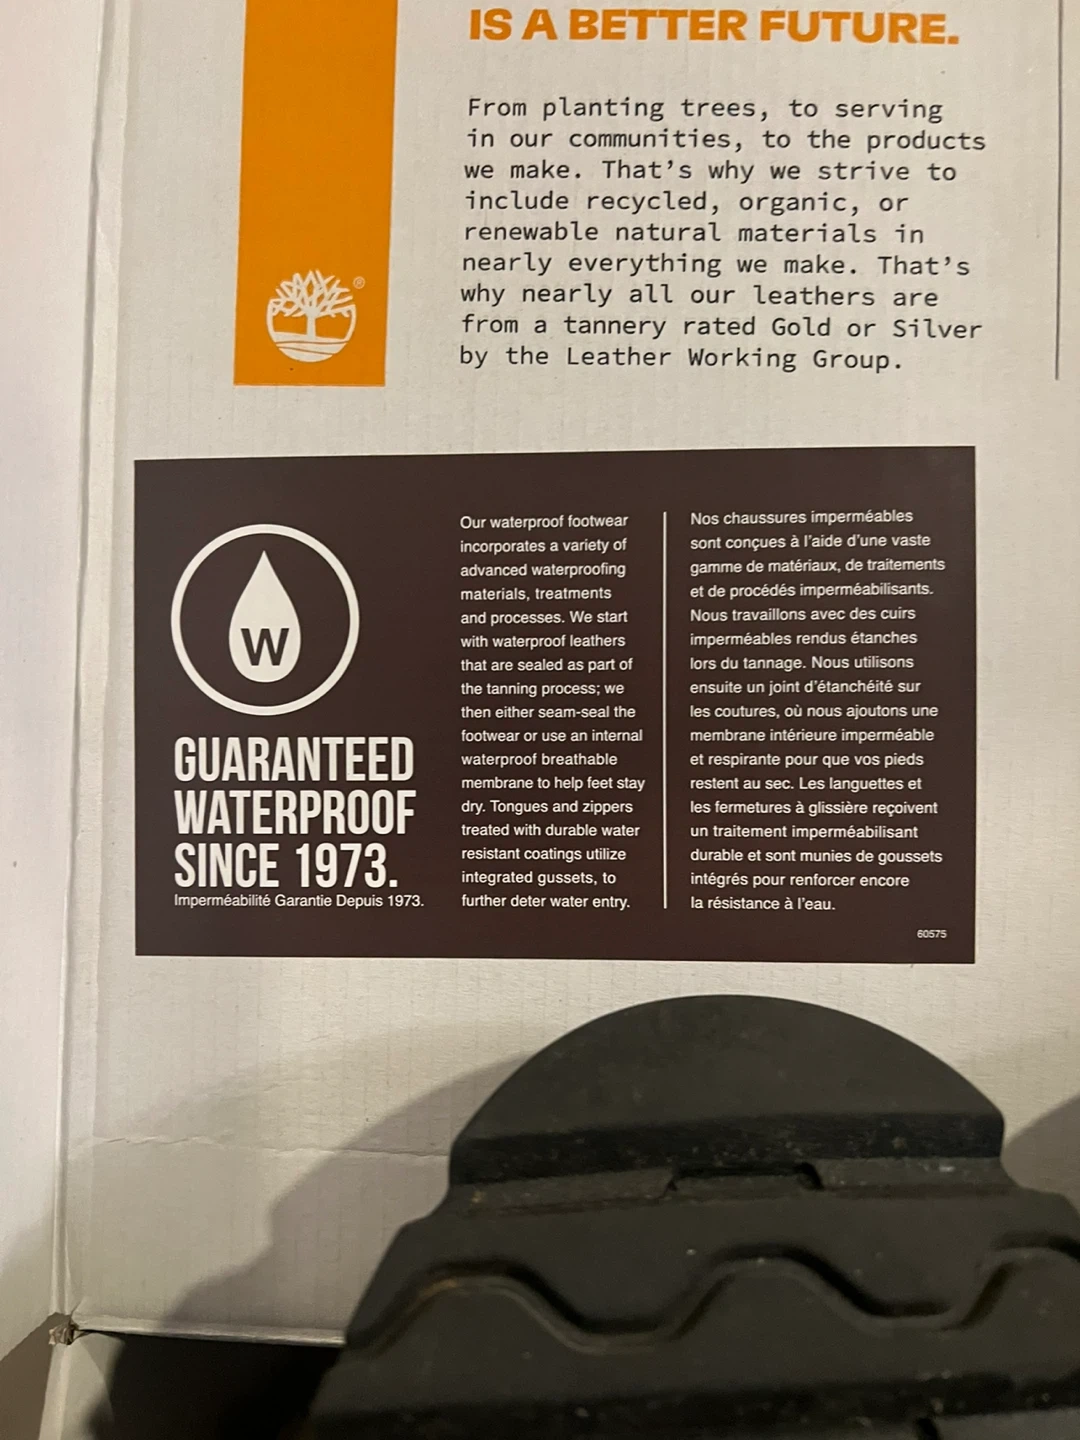 IS A BETTER FUTURE.
From planting trees, to serving
in our communities, to the products
we make. That's why we strive to
include recycled, organic, or
renewable natural materials in
nearly everything we make. That's
why nearly all our leathers are
from a tannery rated Gold or Silver
by the Leather Working Group.
®
W
GUARANTEED
WATERPROOF
SINCE 1973.
Imperméabilité Garantie Depuis 1973.
Our waterproof footwear
incorporates a variety of
advanced waterproofing
materials, treatments
and processes. We start
with waterproof leathers
that are sealed as part of
the tanning process; we
then either seam-seal the
footwear or use an internal
waterproof breathable
membrane to help feet stay
dry. Tongues and zippers
treated with durable water
resistant coatings utilize
integrated gussets, to
further deter water entry.
Nos chaussures imperméables
sont conçues à l'aide d'une vaste
gamme de matériaux, de traitements
et de procédés imperméabilisants.
Nous travaillons avec des cuirs
imperméables rendus étanches
lors du tannage. Nous utilisons
ensuite un joint d'étanchéité sur
les coutures, où nous ajoutons une
membrane intérieure imperméable
et respirante pour que vos pieds
restent au sec. Les languettes et
les fermetures à glissière reçoivent
un traitement imperméabilisant
durable et sont munies de goussets
intégrés pour renforcer encore
la résistance à l'eau.
60575